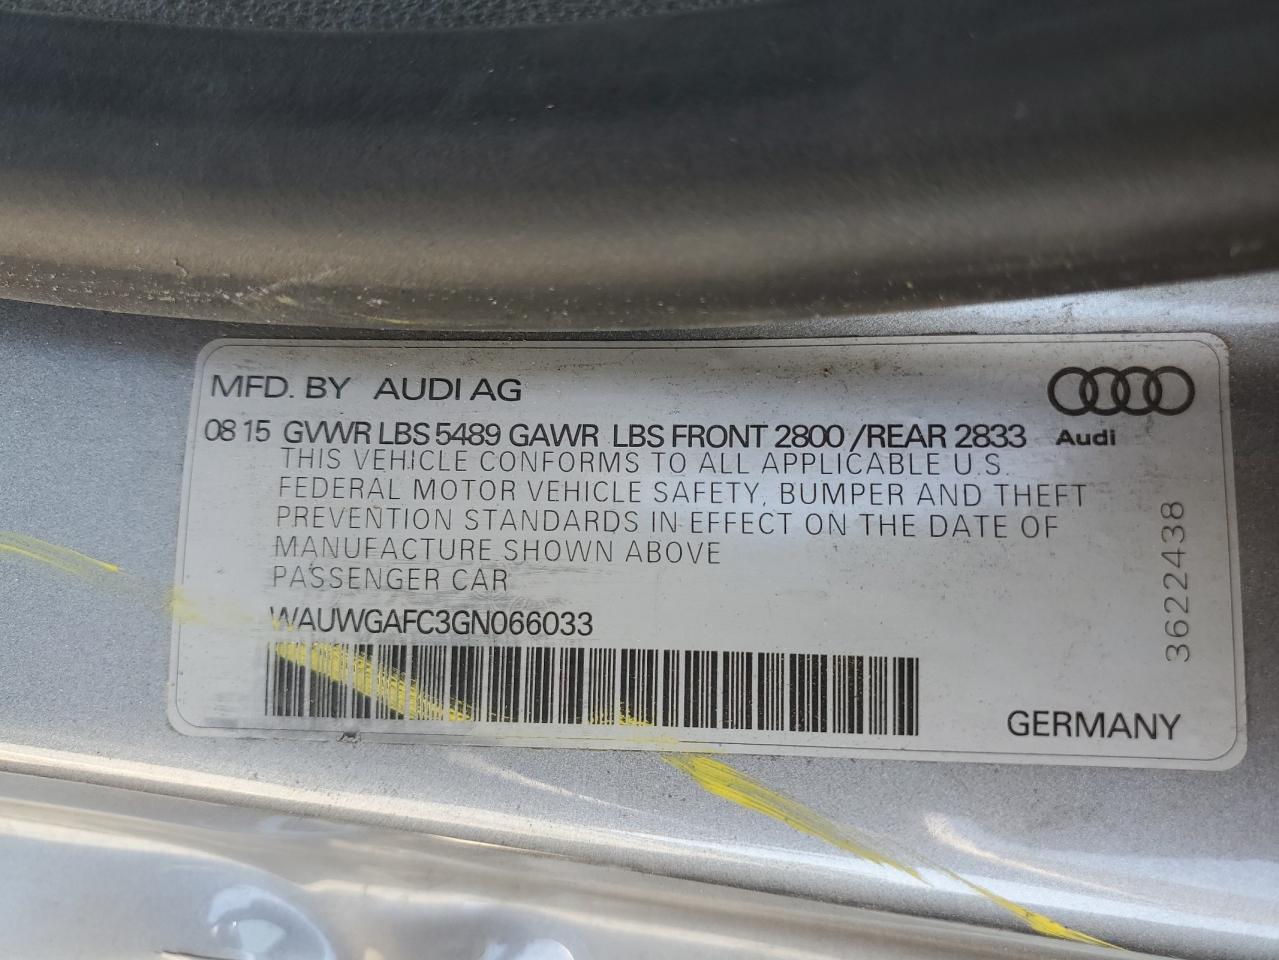 MFD. BY AUDI AG
08 15 GVWR LBS 5489 GAWR LBS FRONT 2800 /REAR 2833
Audi
THIS VEHICLE CONFORMS TO ALL APPLICABLE U.S.
FEDERAL MOTOR VEHICLE SAFETY, BUMPER AND THEFT
PREVENTION STANDARDS IN EFFECT ON THE DATE OF
MANUFACTURE SHOWN ABOVE
PASSENGER CAR
WAUWGAFC3GN066033
3622438
GERMANY